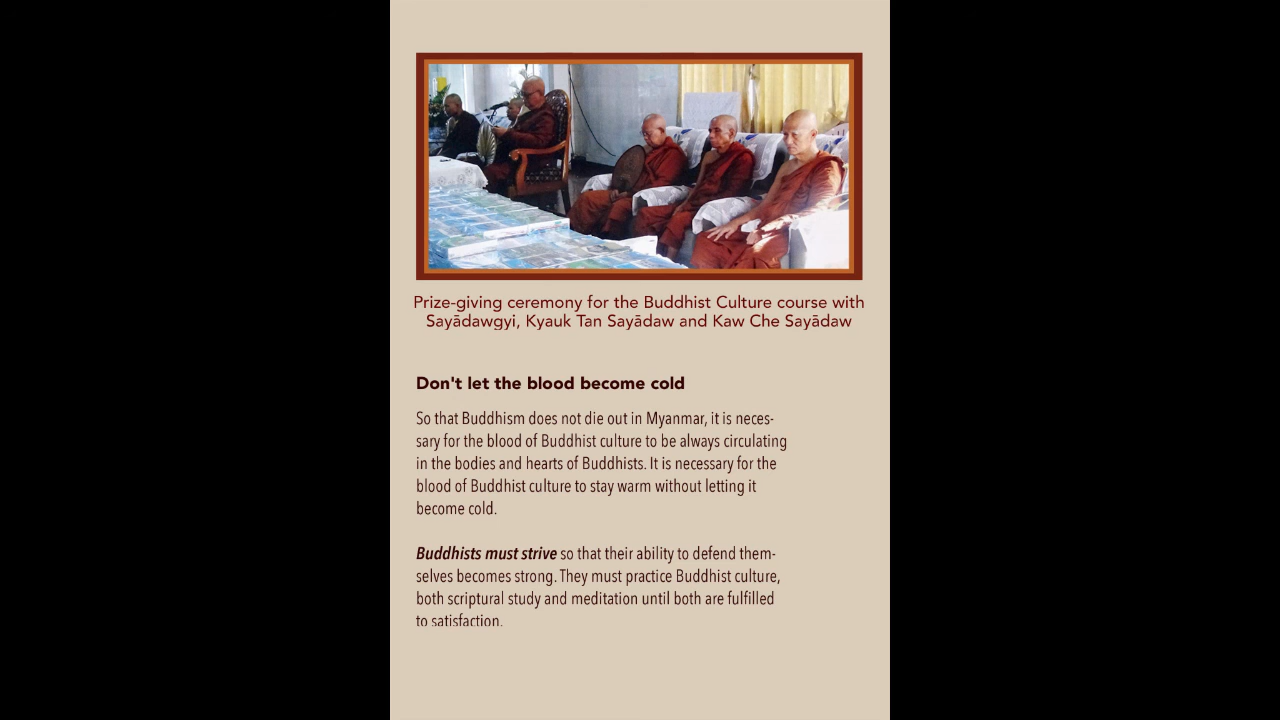 Prize-giving ceremony for the Buddhist Culture course with
Sayādawgyi, Kyauk Tan Sayādaw and Kaw Che Sayādaw
Don't let the blood become cold
So that Buddhism does not die out in Myanmar, it is neces-
sary for the blood of Buddhist culture to be always circulating
in the bodies and hearts of Buddhists. It is necessary for the
blood of Buddhist culture to stay warm without letting it
become cold.
Buddhists must strive so that their ability to defend them-
selves becomes strong. They must practice Buddhist culture,
both scriptural study and meditation until both are fulfilled
to satisfaction.